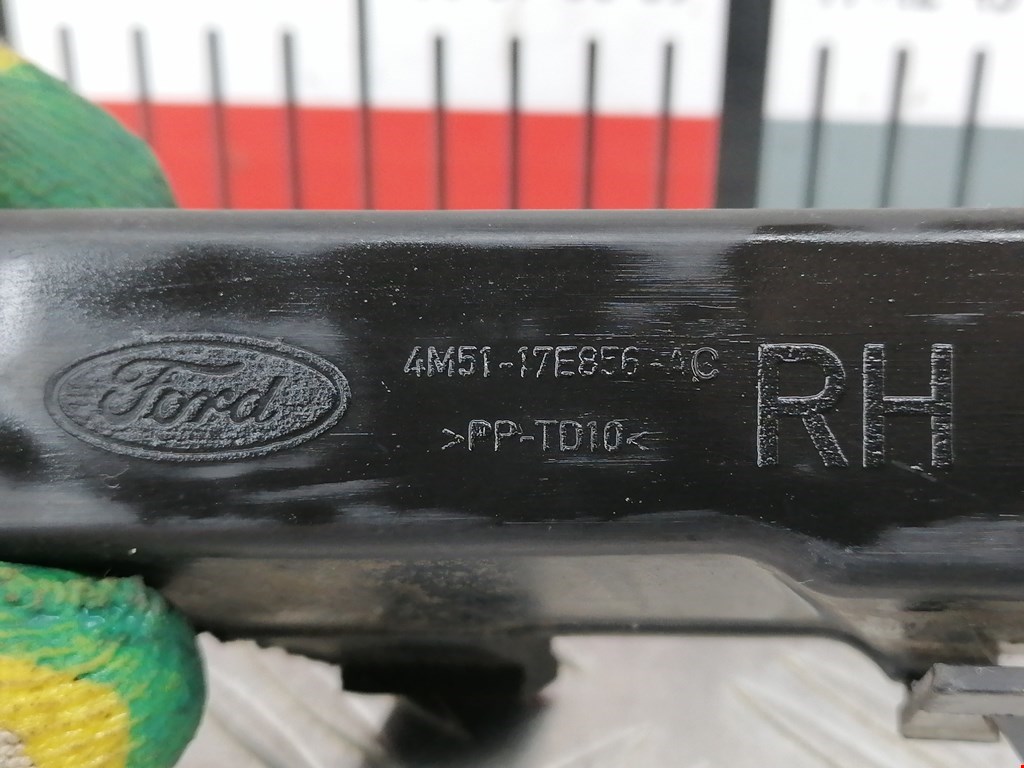 Ford
4M51-17E856-AC
>PP-TD10<
RH